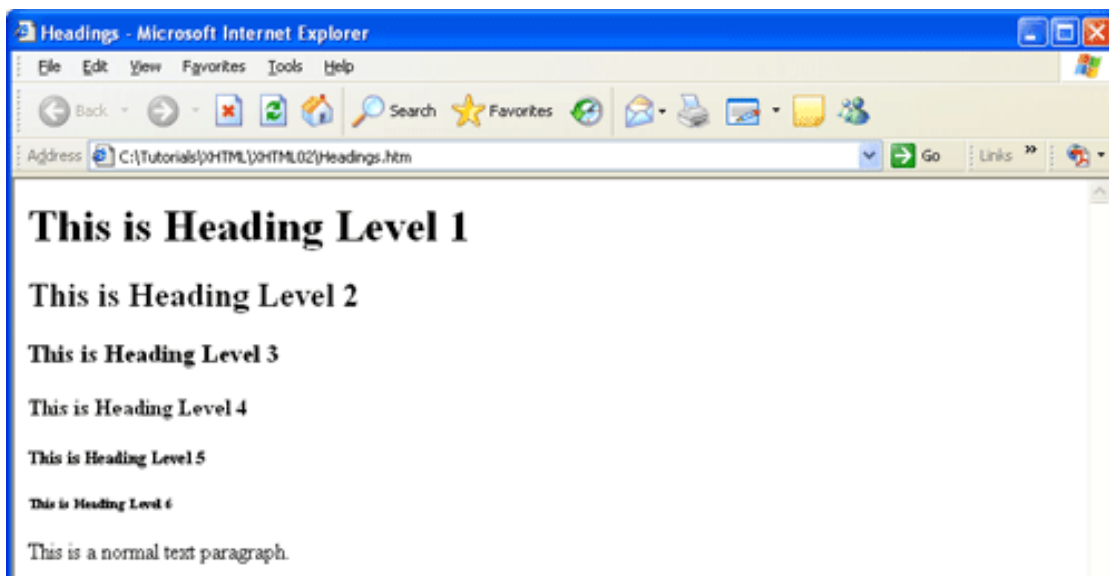 Headings - Microsoft Internet Explorer
File Edit View Favorites Tools Help
Back Search Favorites
Address C:\Tutorials\XHTML\XHTML02\Headings.htm Go Links »
This is Heading Level 1
This is Heading Level 2
This is Heading Level 3
This is Heading Level 4
This is Heading Level 5
This is Heading Level 6
This is a normal text paragraph.